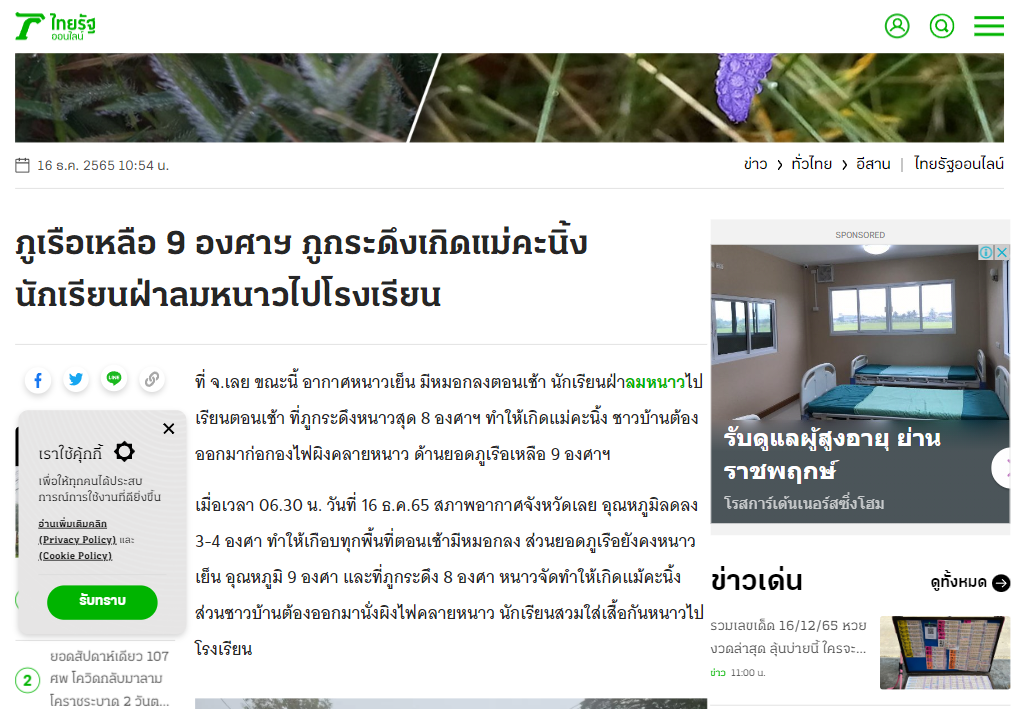 ไทยรัฐ
ออนไลน์
16 ธ.ค. 2565 10:54 น.
ข่าว ❯ ทั่วไทย ❯ อีสาน | ไทยรัฐออนไลน์
ภูเรือเหลือ 9 องศาฯ ภูกระดึงเกิดแม่คะนิ้ง
นักเรียนฝ่าลมหนาวไปโรงเรียน
ที่ จ.เลย ขณะนี้ อากาศหนาวเย็น มีหมอกลงตอนเช้า นักเรียนฝ่าลมหนาวไป
เรียนตอนเช้า ที่ภูกระดึงหนาวสุด 8 องศาฯ ทำให้เกิดแม่คะนิ้ง ชาวบ้านต้อง
ออกมาก่อกองไฟผิงคลายหนาว ด้านยอดภูเรือเหลือ 9 องศาฯ
เมื่อเวลา 06.30 น. วันที่ 16 ธ.ค.65 สภาพอากาศจังหวัดเลย อุณหภูมิลดลง
3-4 องศา ทำให้เกือบทุกพื้นที่ตอนเช้ามีหมอกลง ส่วนยอดภูเรือยังคงหนาว
เย็น อุณหภูมิ 9 องศา และที่ภูกระดึง 8 องศา หนาวจัดทำให้เกิดแม้คะนิ้ง
ส่วนชาวบ้านต้องออกมานั่งผิงไฟคลายหนาว นักเรียนสวมใส่เสื้อกันหนาวไป
โรงเรียน
เราใช้คุ้กกี้
เพื่อให้ทุกคนได้ประสบ
การณ์การใช้งานที่ดียิ่งขึ้น
อ่านเพิ่มเติมคลิก
(Privacy Policy) และ
(Cookie Policy)
รับทราบ
2
ยอดสัปดาห์เดียว 107
ศพ โควิดกลับมาลาม
โคราชระบาด 2 วันต...
SPONSORED
รับดูแลผู้สูงอายุ ย่าน
ราชพฤกษ์
โรสการ์เด้นเนอร์สซิ่งโฮม
ข่าวเด่น
ดูทั้งหมด
รวมเลขเด็ด 16/12/65 หวย
งวดล่าสุด ลุ้นบ่ายนี้ ใครจะ...
ข่าว 11:00 น.